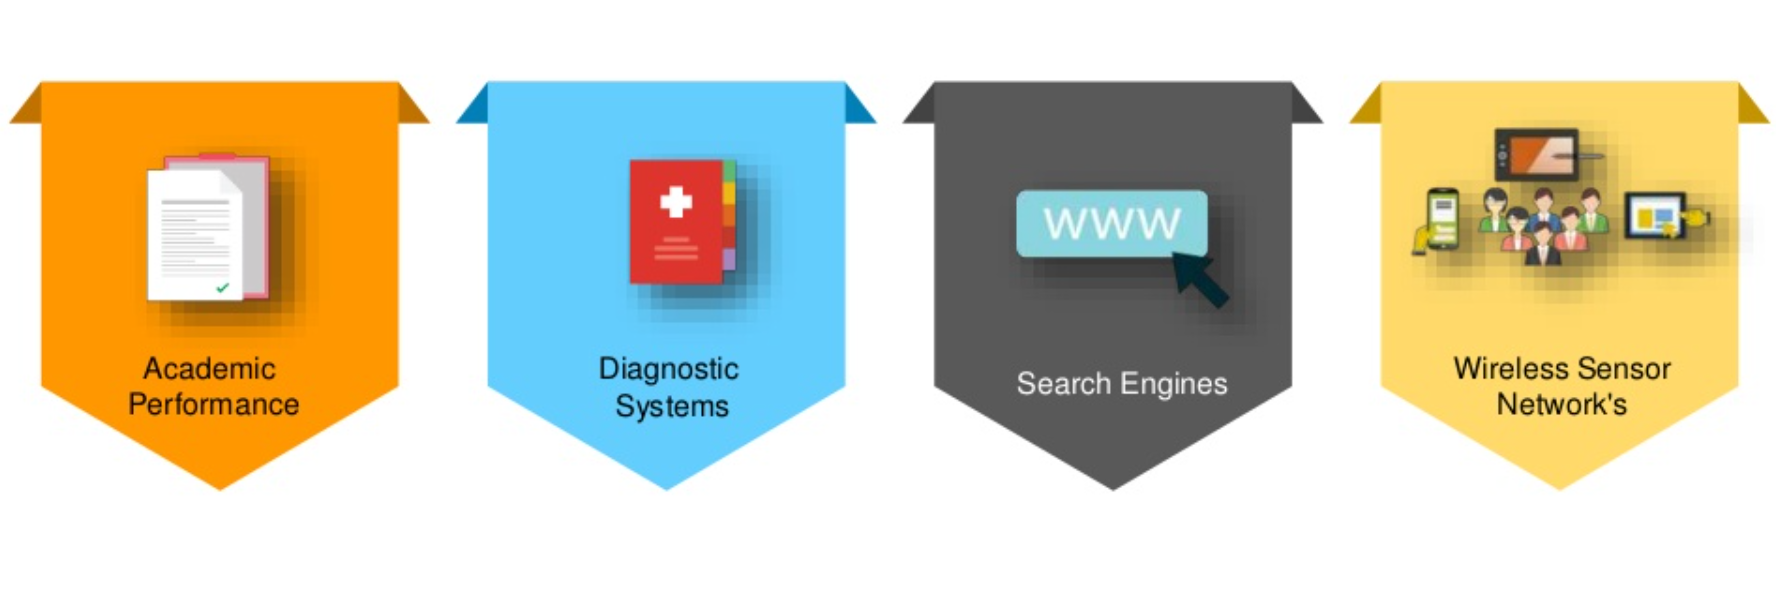 Academic
Performance
Diagnostic
Systems
www
Search Engines
Wireless Sensor
Network's